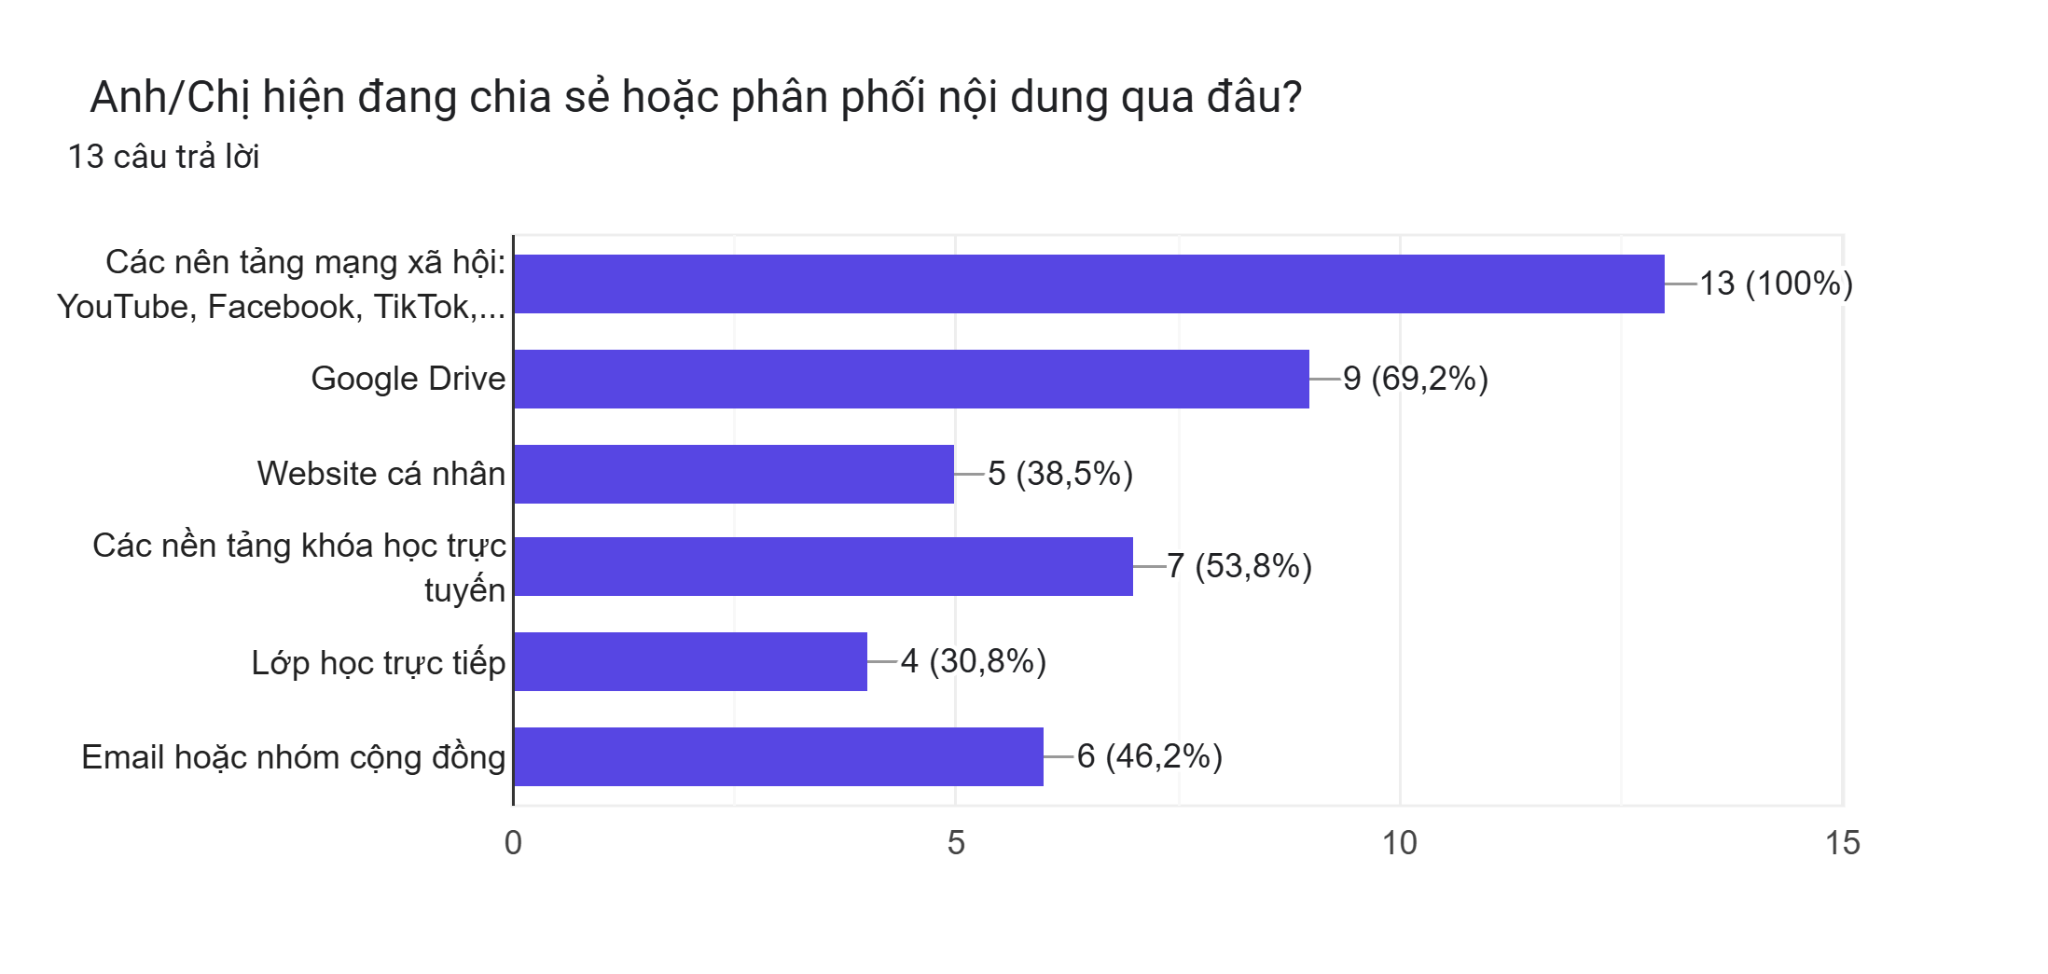 Anh/Chị hiện đang chia sẻ hoặc phân phối nội dung qua đâu?
13 câu trả lời
Các nên tảng mạng xã hội:
YouTube, Facebook, TikTok,...
13 (100%)
Google Drive
9 (69,2%)
Website cá nhân
5 (38,5%)
Các nền tảng khóa học trực
tuyến
7 (53,8%)
Lớp học trực tiếp
4 (30,8%)
Email hoặc nhóm cộng đồng
6 (46,2%)
0 5 10 15